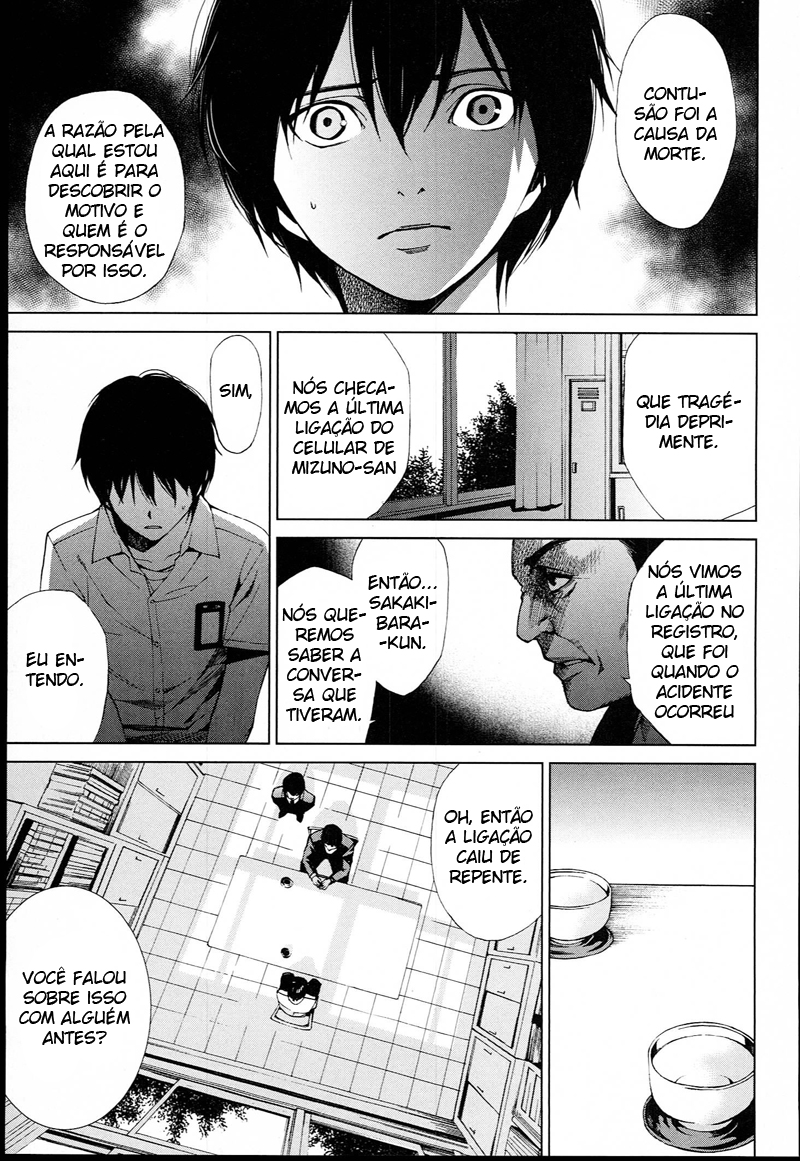 CONTU-
SÃO FOI A
CAUSA DA
MORTE.
A RAZÃO PELA
QUAL ESTOU
AQUI É PARA
DESCOBRIR O
MOTIVO E
QUEM É O
RESPONSÁVEL
POR ISSO.
QUE TRAGÉ-
DIA DEPRI-
MENTE.
NÓS CHECA-
MOS A ÚLTIMA
LIGAÇÃO DO
CELULAR DE
MIZUNO-SAN
SIM,
EU EN-
TENDO.
NÓS VIMOS
A ÚLTIMA
LIGAÇÃO NO
REGISTRO,
QUE FOI
QUANDO O
ACIDENTE
OCORREU
ENTÃO...
SAKAKI-
BARA-
-KUN.
NÓS QUE-
REMOS
SABER A
CONVER-
SA QUE
TIVERAM.
OH, ENTÃO
A LIGAÇÃO
CAIU DE
REPENTE.
VOCÊ FALOU
SOBRE ISSO
COM ALGUÉM
ANTES?